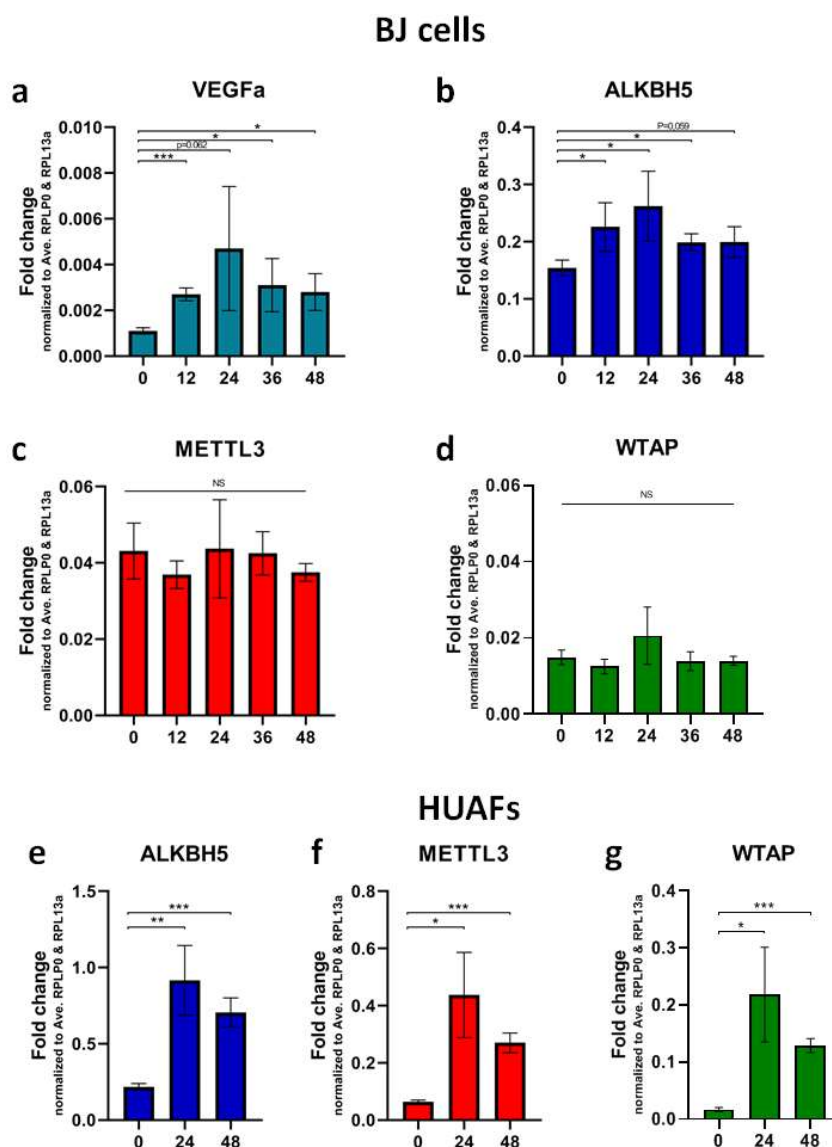 BJ cells
a
VEGFa
Fold change
normalized to Ave. RPLP0 & RPL13a
0.010
0.008
0.006
0.004
0.002
0.000
*
*
p=0.062
***
0 12 24 36 48
b
ALKBH5
Fold change
normalized to Ave. RPLP0 & RPL13a
0.4
0.3
0.2
0.1
0.0
P=0,059
*
*
*
0 12 24 36 48
c
METTL3
Fold change
normalized to Ave. RPLP0 & RPL13a
0.06
0.04
0.02
0.00
NS
0 12 24 36 48
d
WTAP
Fold change
normalized to Ave. RPLP0 & RPL13a
0.06
0.04
0.02
0.00
NS
0 12 24 36 48
HUAFs
e
ALKBH5
Fold change
normalized to Ave. RPLP0 & RPL13a
1.5
1.0
0.5
0.0
***
**
0 24 48
f
METTL3
Fold change
normalized to Ave. RPLP0 & RPL13a
0.8
0.6
0.4
0.2
0.0
***
*
0 24 48
g
WTAP
Fold change
normalized to Ave. RPLP0 & RPL13a
0.4
0.3
0.2
0.1
0.0
***
*
0 24 48